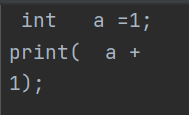 int   a =1;
print(  a +
1);